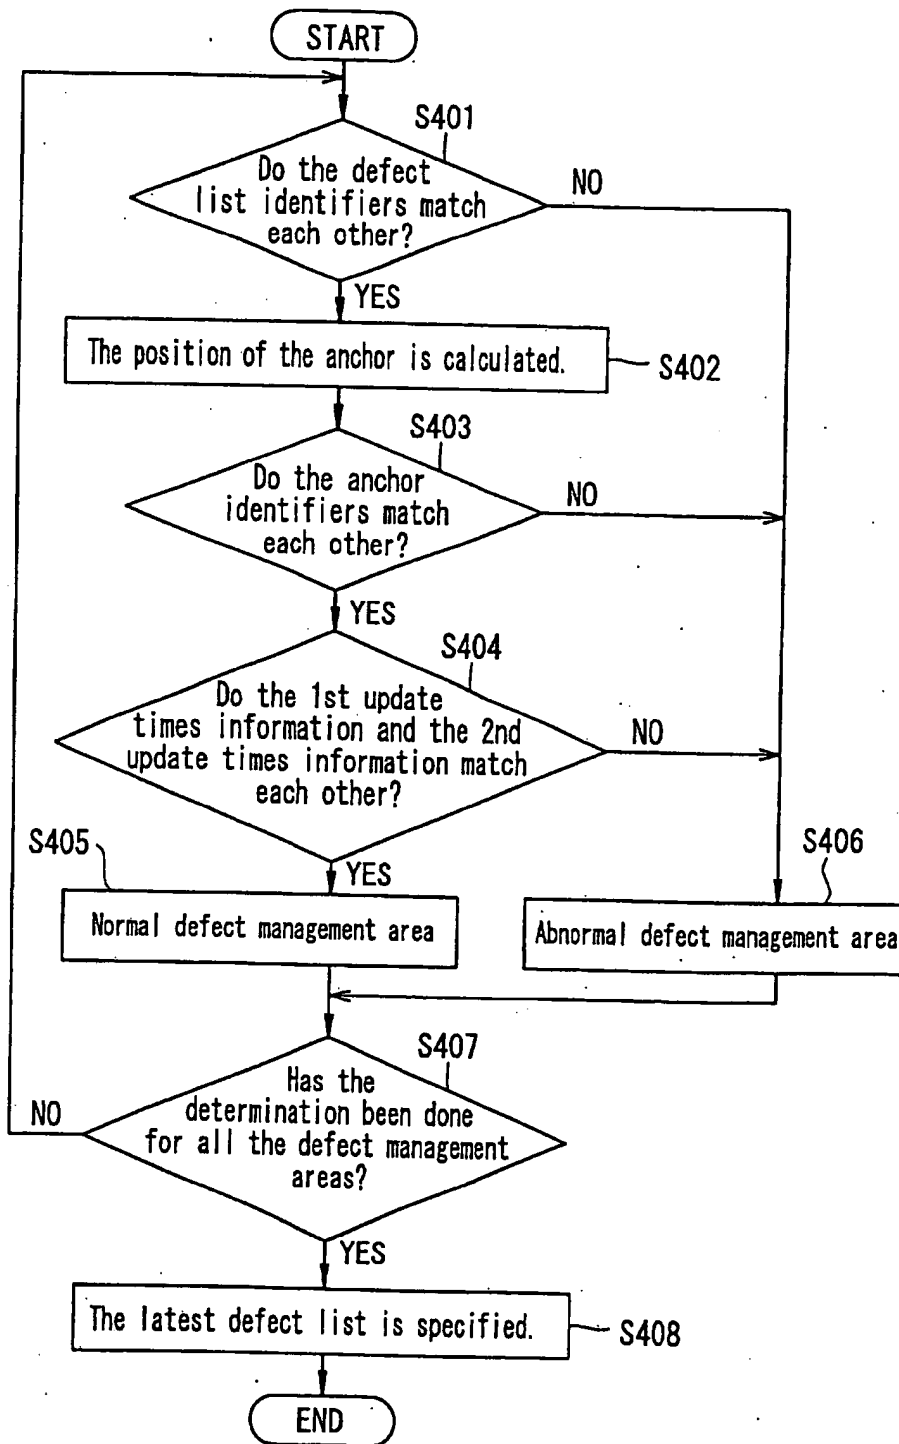 START
S401
Do the defect
list identifiers match
each other?
NO
YES
The position of the anchor is calculated.
S402
S403
Do the anchor
identifiers match
each other?
NO
YES
S404
Do the 1st update
times information and the 2nd
update times information match
each other?
NO
S405
YES
S406
Normal defect management area
Abnormal defect management area
S407
Has the
determination been done
for all the defect management
areas?
NO
YES
The latest defect list is specified.
S408
END